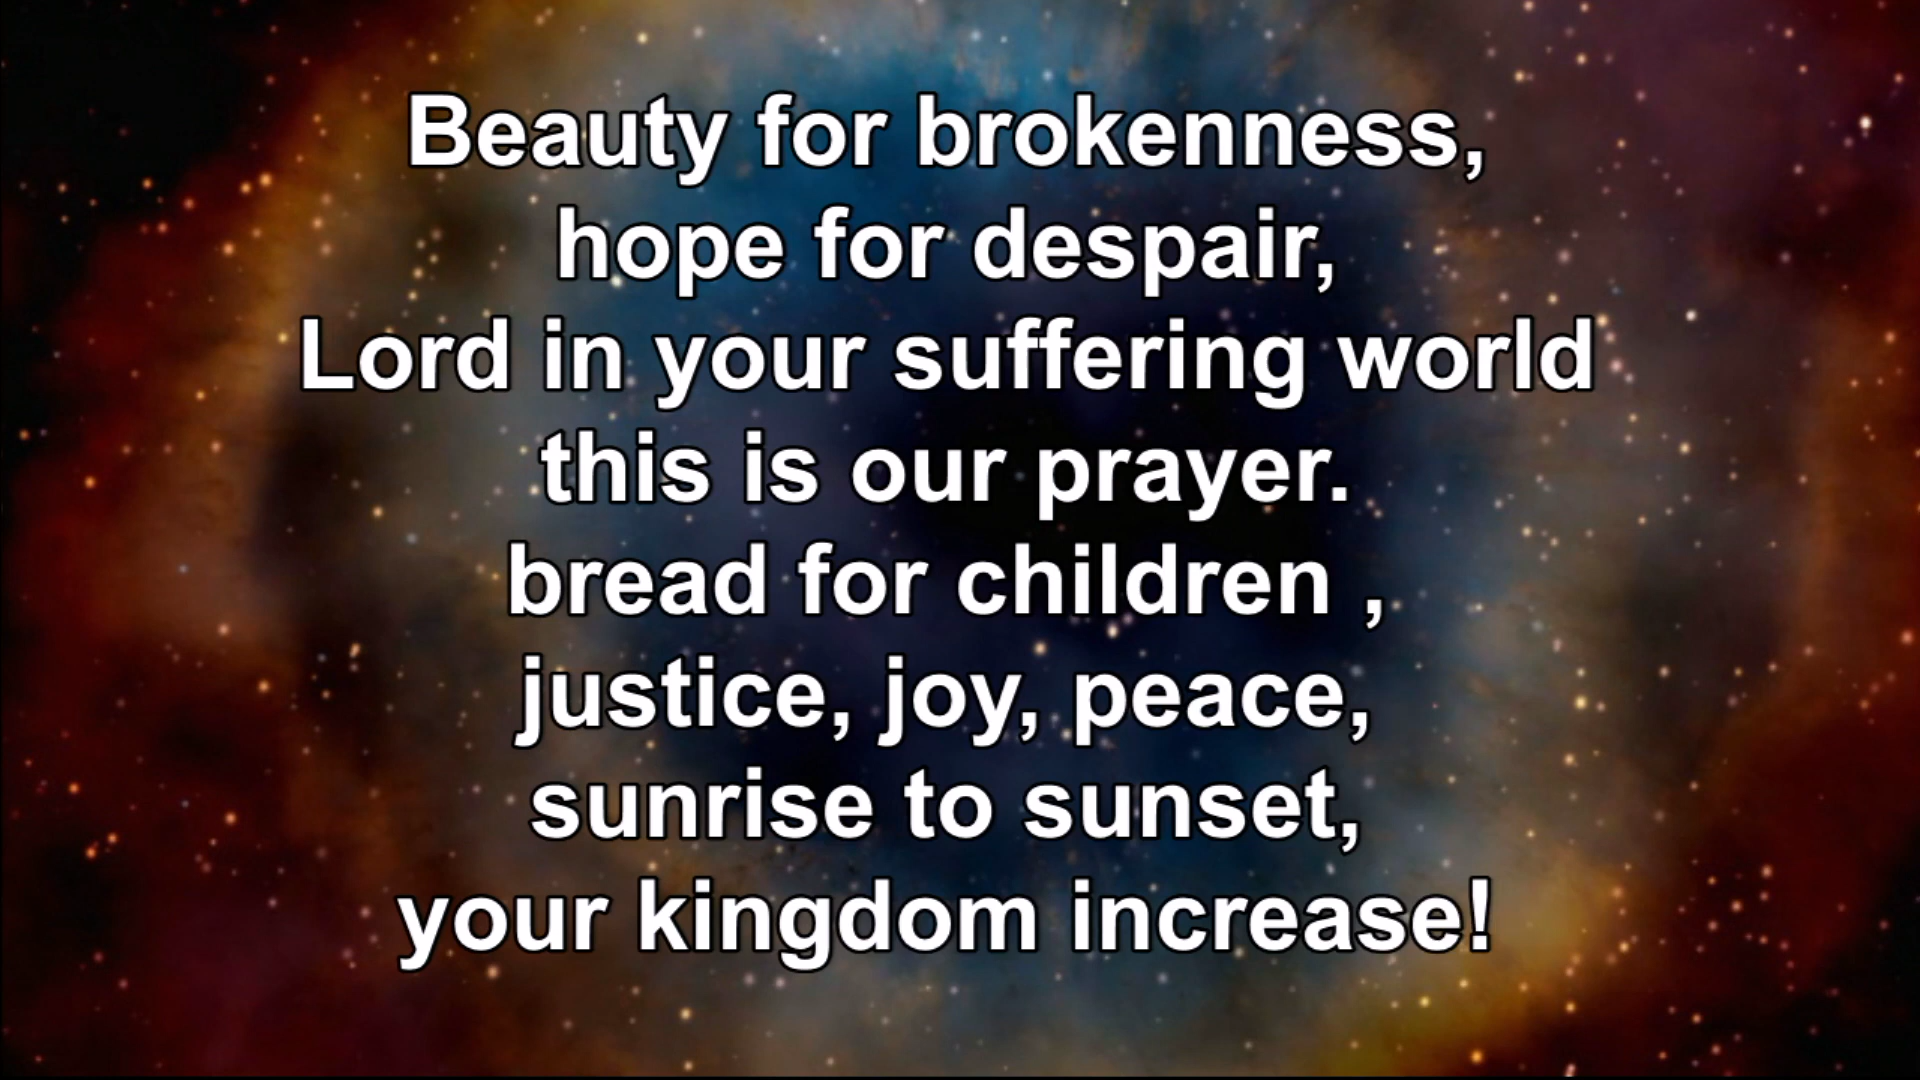 Beauty for brokenness,
hope for despair,
Lord in your suffering world
this is our prayer.
bread for children ,
justice, joy, peace,
sunrise to sunset,
your kingdom increase!